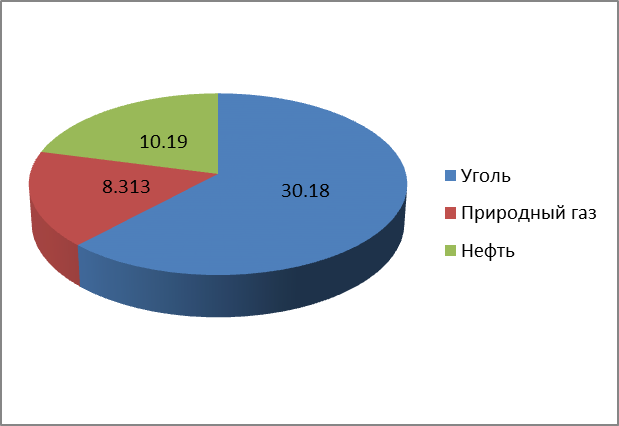 10.19
8.313
30.18
Уголь
Природный газ
Нефть